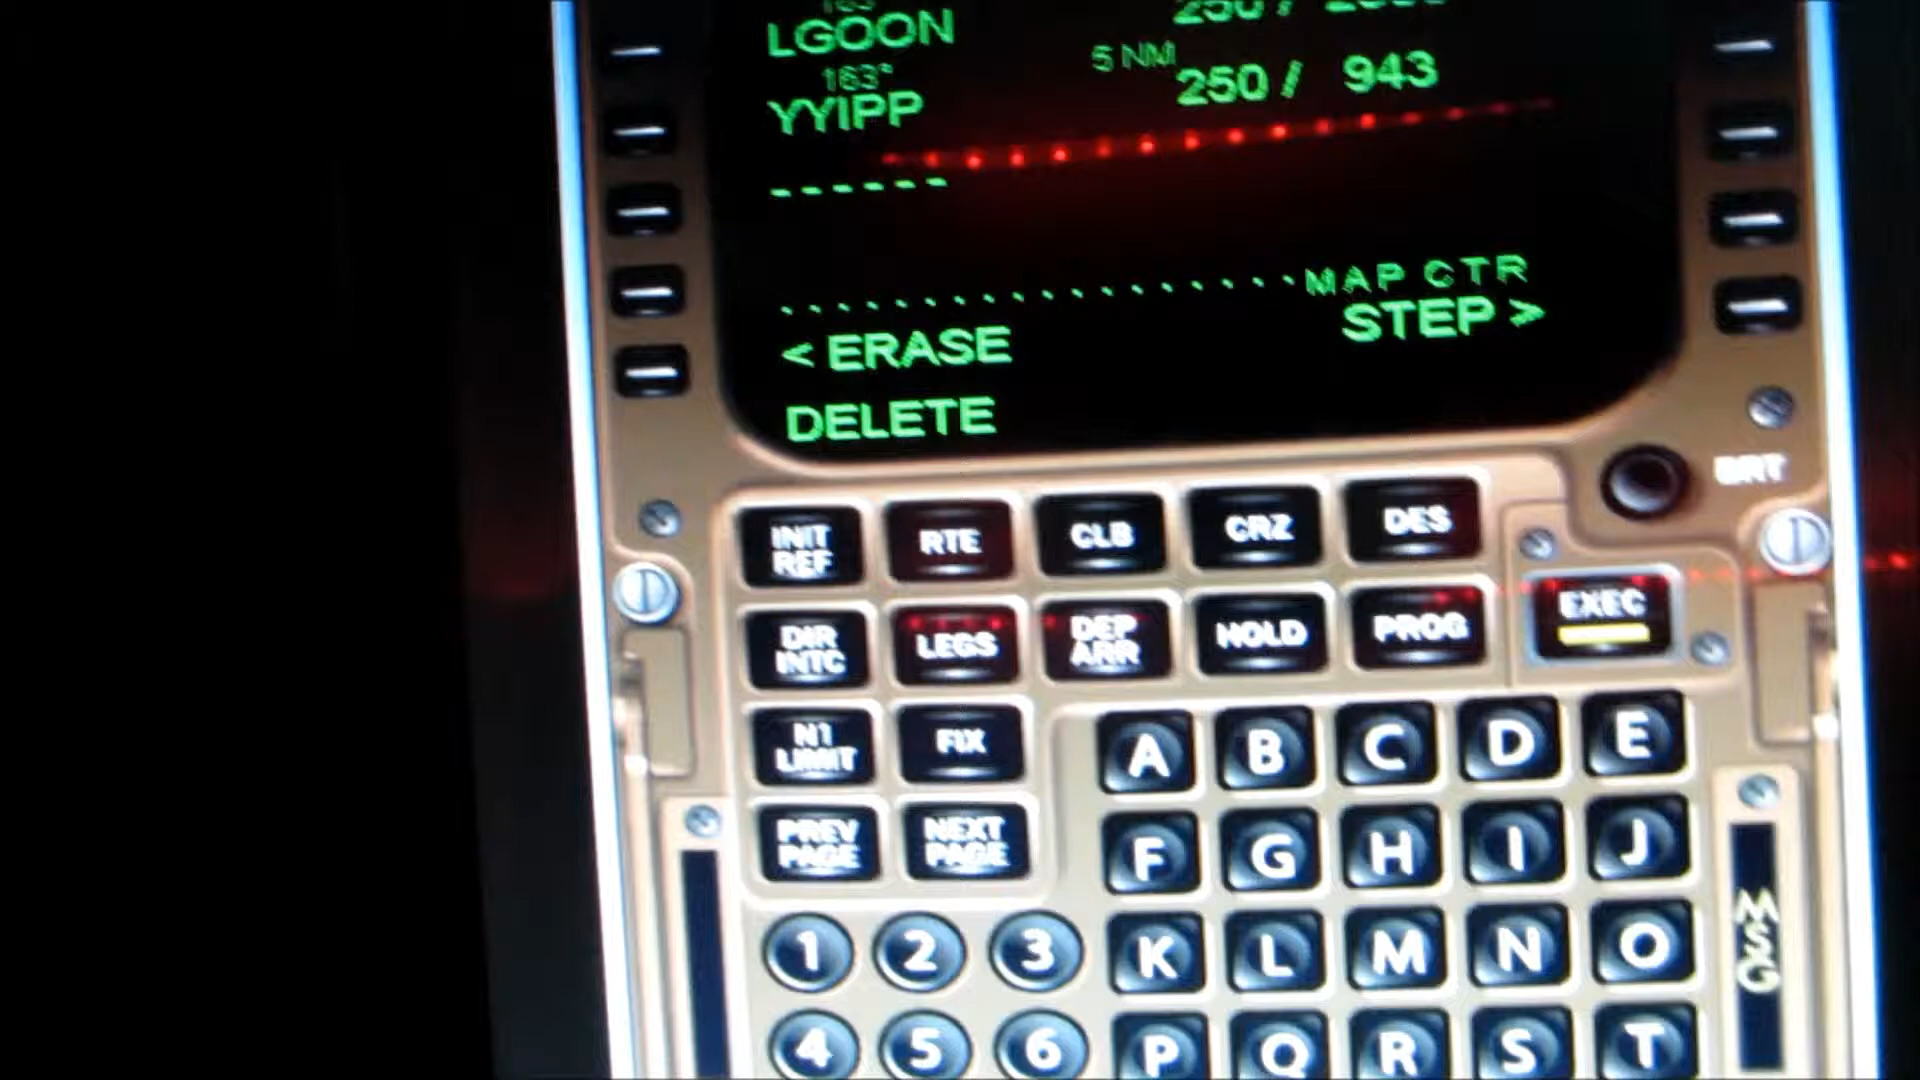 LGOON
163°
5 NM
YYIPP 250 / 943
------
MAP CTR
< ERASE STEP >
DELETE
BRT
INIT REF RTE CLB CRZ DES
DIR INTC LEGS DEP ARR HOLD PROG EXEC
N1 LIMIT FIX
A B C D E
PREV PAGE NEXT PAGE
F G H I J
1 2 3 K L M N O
MSG
4 5 6 P Q R S T